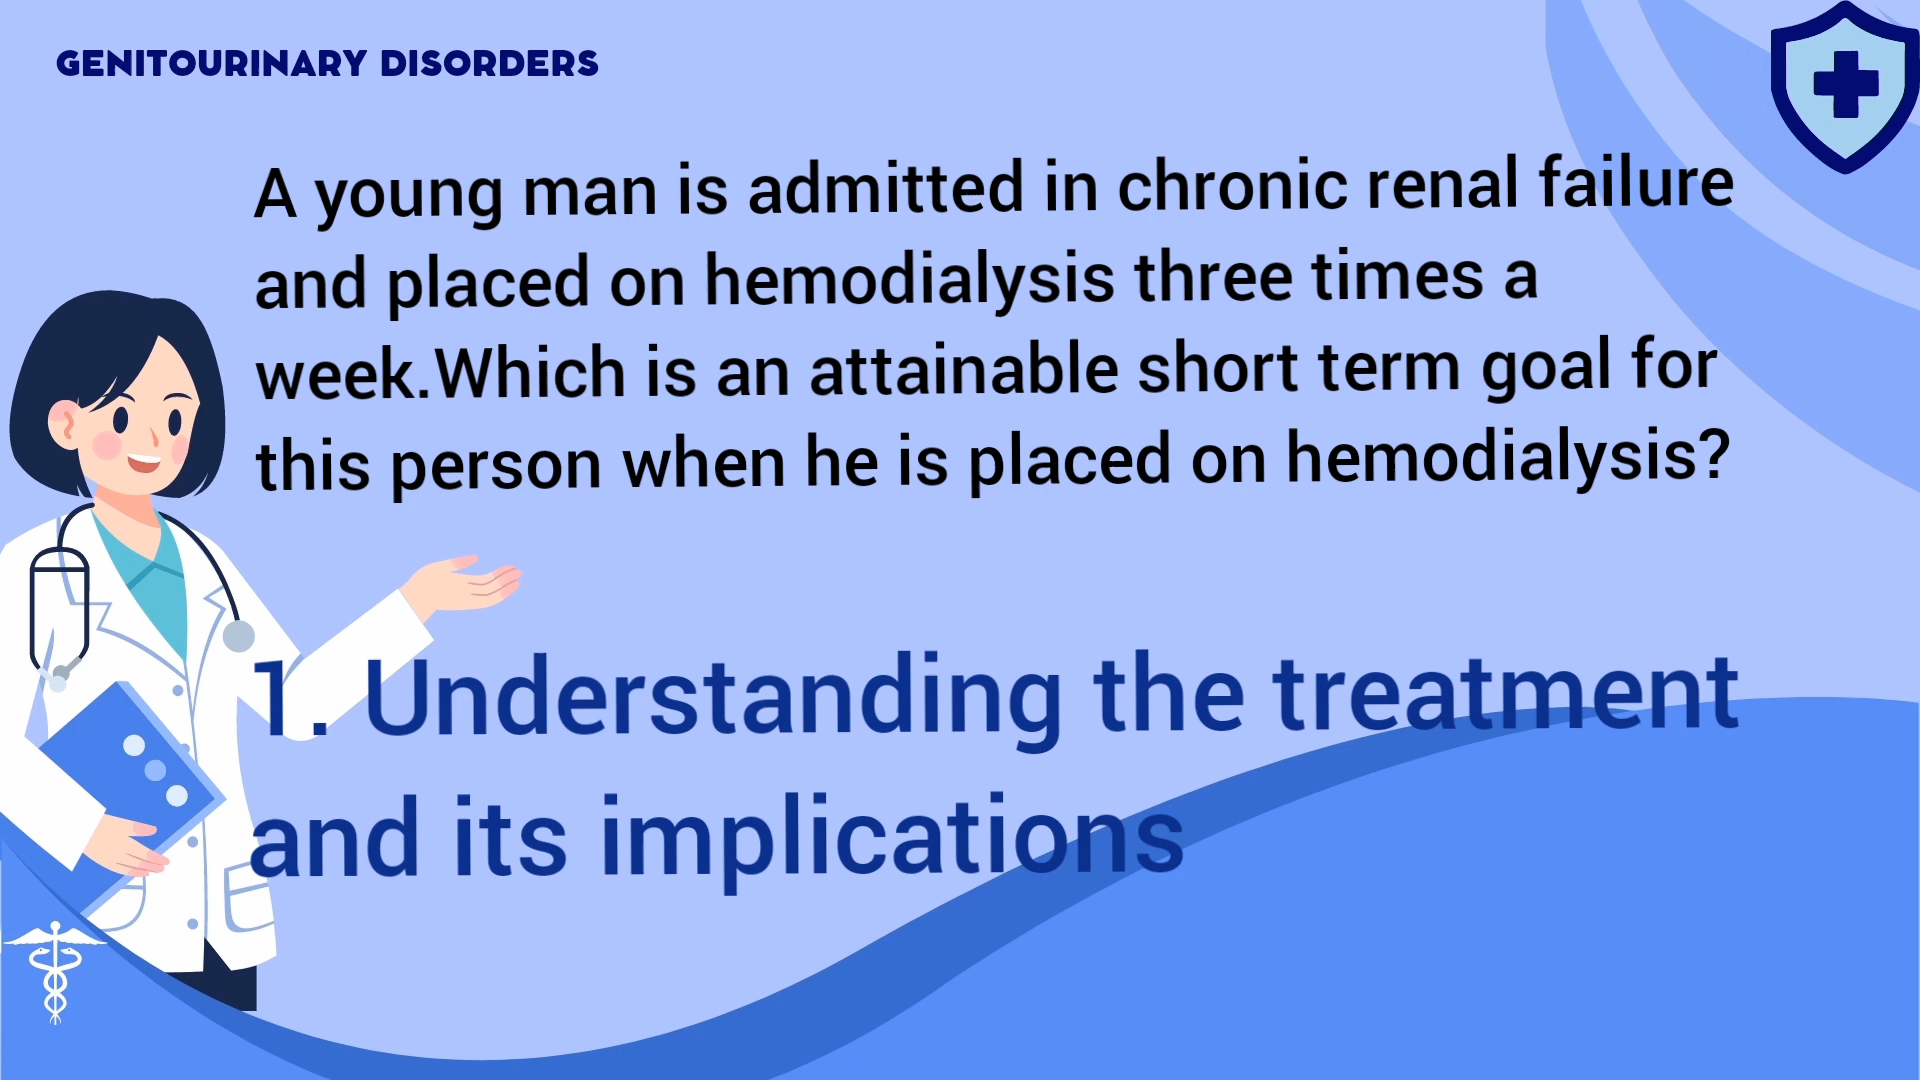 GENITOURINARY DISORDERS
A young man is admitted in chronic renal failure
and placed on hemodialysis three times a
week.Which is an attainable short term goal for
this person when he is placed on hemodialysis?
1. Understanding the treatment
and its implications